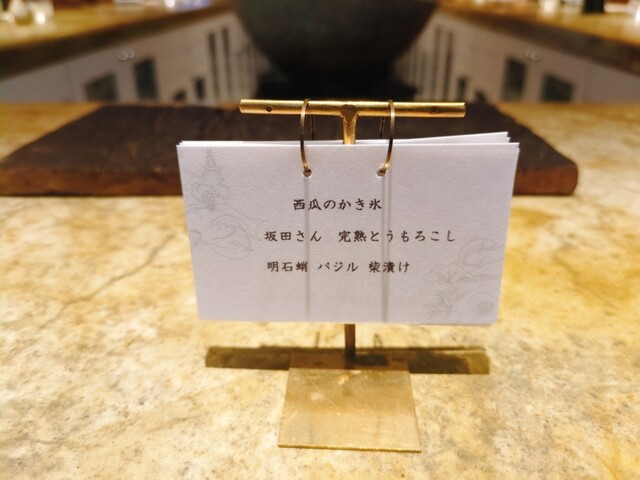 西瓜のかき氷
坂田さん 完熟とうもろこし
明石蛸 バジル 柴漬け